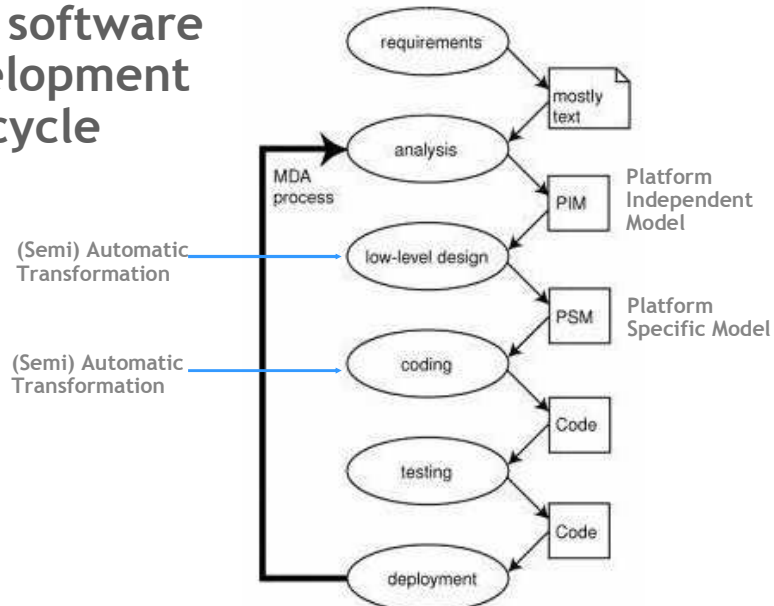 software
elopment
cycle
requirements
mostly
text
analysis
MDA
process
PIM
Platform
Independent
Model
(Semi) Automatic
Transformation
low-level design
PSM
Platform
Specific Model
(Semi) Automatic
Transformation
coding
Code
testing
Code
deployment